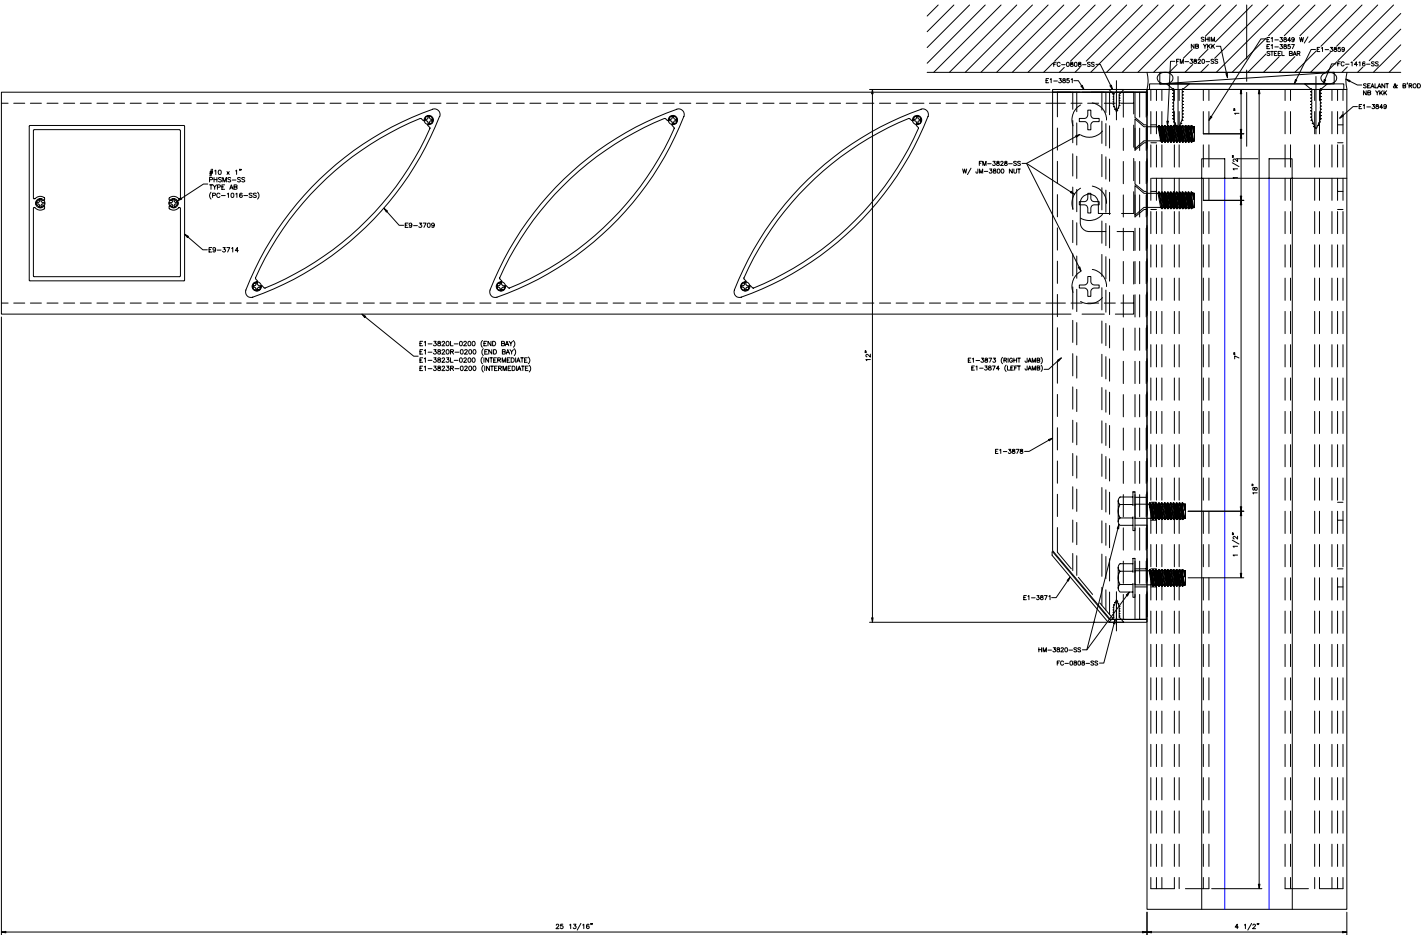 SHIM
NB YKK
E1-3849 W/
E1-3857
STEEL BAR
E1-3859
FM-3820-SS
FC-0808-SS
FC-1416-SS
E1-3851
SEALANT & B'ROD
NB YKK
E1-3849
1"
1 1/2"
FM-3828-SS
W/ JM-3800 NUT
#10 x 1"
PHSMS-SS
TYPE AB
(PC-1016-SS)
E9-3709
E9-3714
E1-3820L-0200 (END BAY)
E1-3820R-0200 (END BAY)
E1-3823L-0200 (INTERMEDIATE)
E1-3823R-0200 (INTERMEDIATE)
12"
E1-3873 (RIGHT JAMB)
E1-3874 (LEFT JAMB)
7"
E1-3878
18"
1 1/2"
E1-3871
HM-3820-SS
FC-0808-SS
25 13/16"
4 1/2"